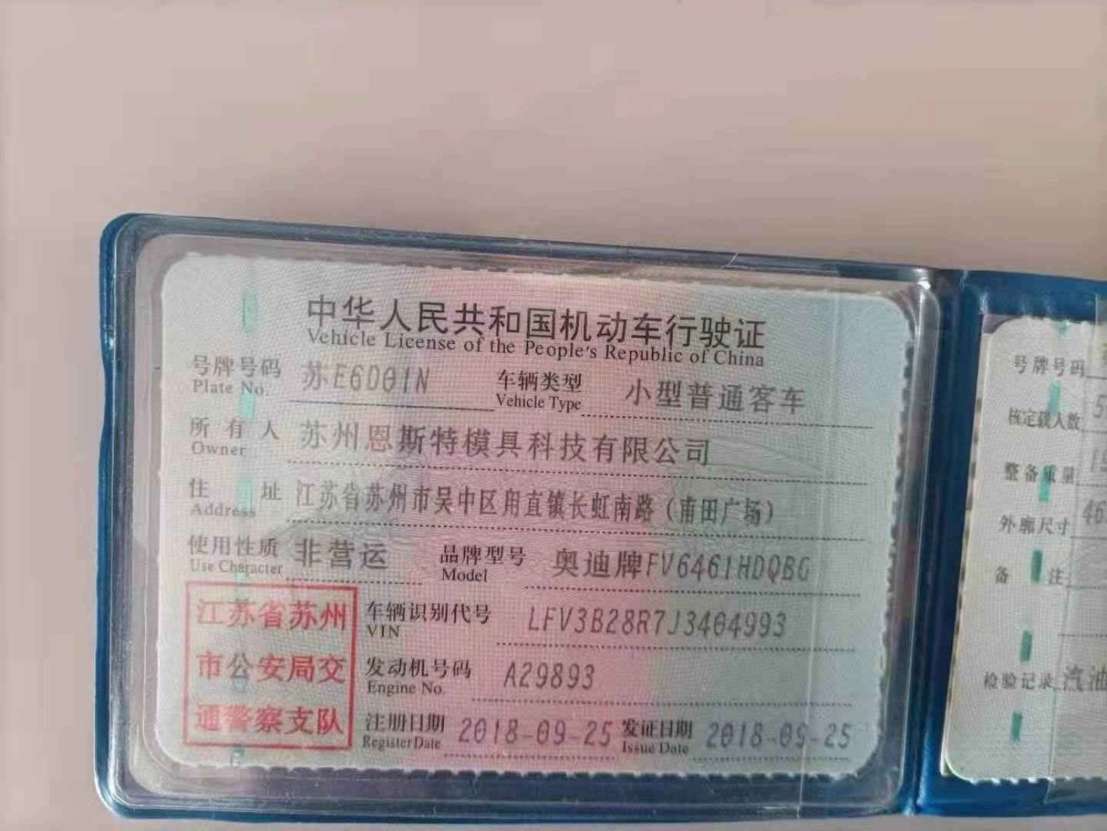 中华人民共和国机动车行驶证
Vehicle License of the People's Republic of China
号牌号码 苏E6D01N 车辆类型 小型普通客车
Plate No. Vehicle Type
所有人 苏州恩斯特模具科技有限公司
Owner
住址 江苏省苏州市吴中区甪直镇长虹南路(甫田广场)
Address
使用性质 非营运 品牌型号 奥迪牌FV6461HDQBG
Use Character Model
江苏省苏州
市公安局交
通警察支队
车辆识别代号 LFV3B28R7J3464993
VIN
发动机号码 A29893
Engine No.
注册日期 2018-09-25 发证日期 2018-09-25
Register Date Issue Date
号牌号码
核定载人数 5
整备质量
外廓尺寸 46
备注
检验记录 汽油